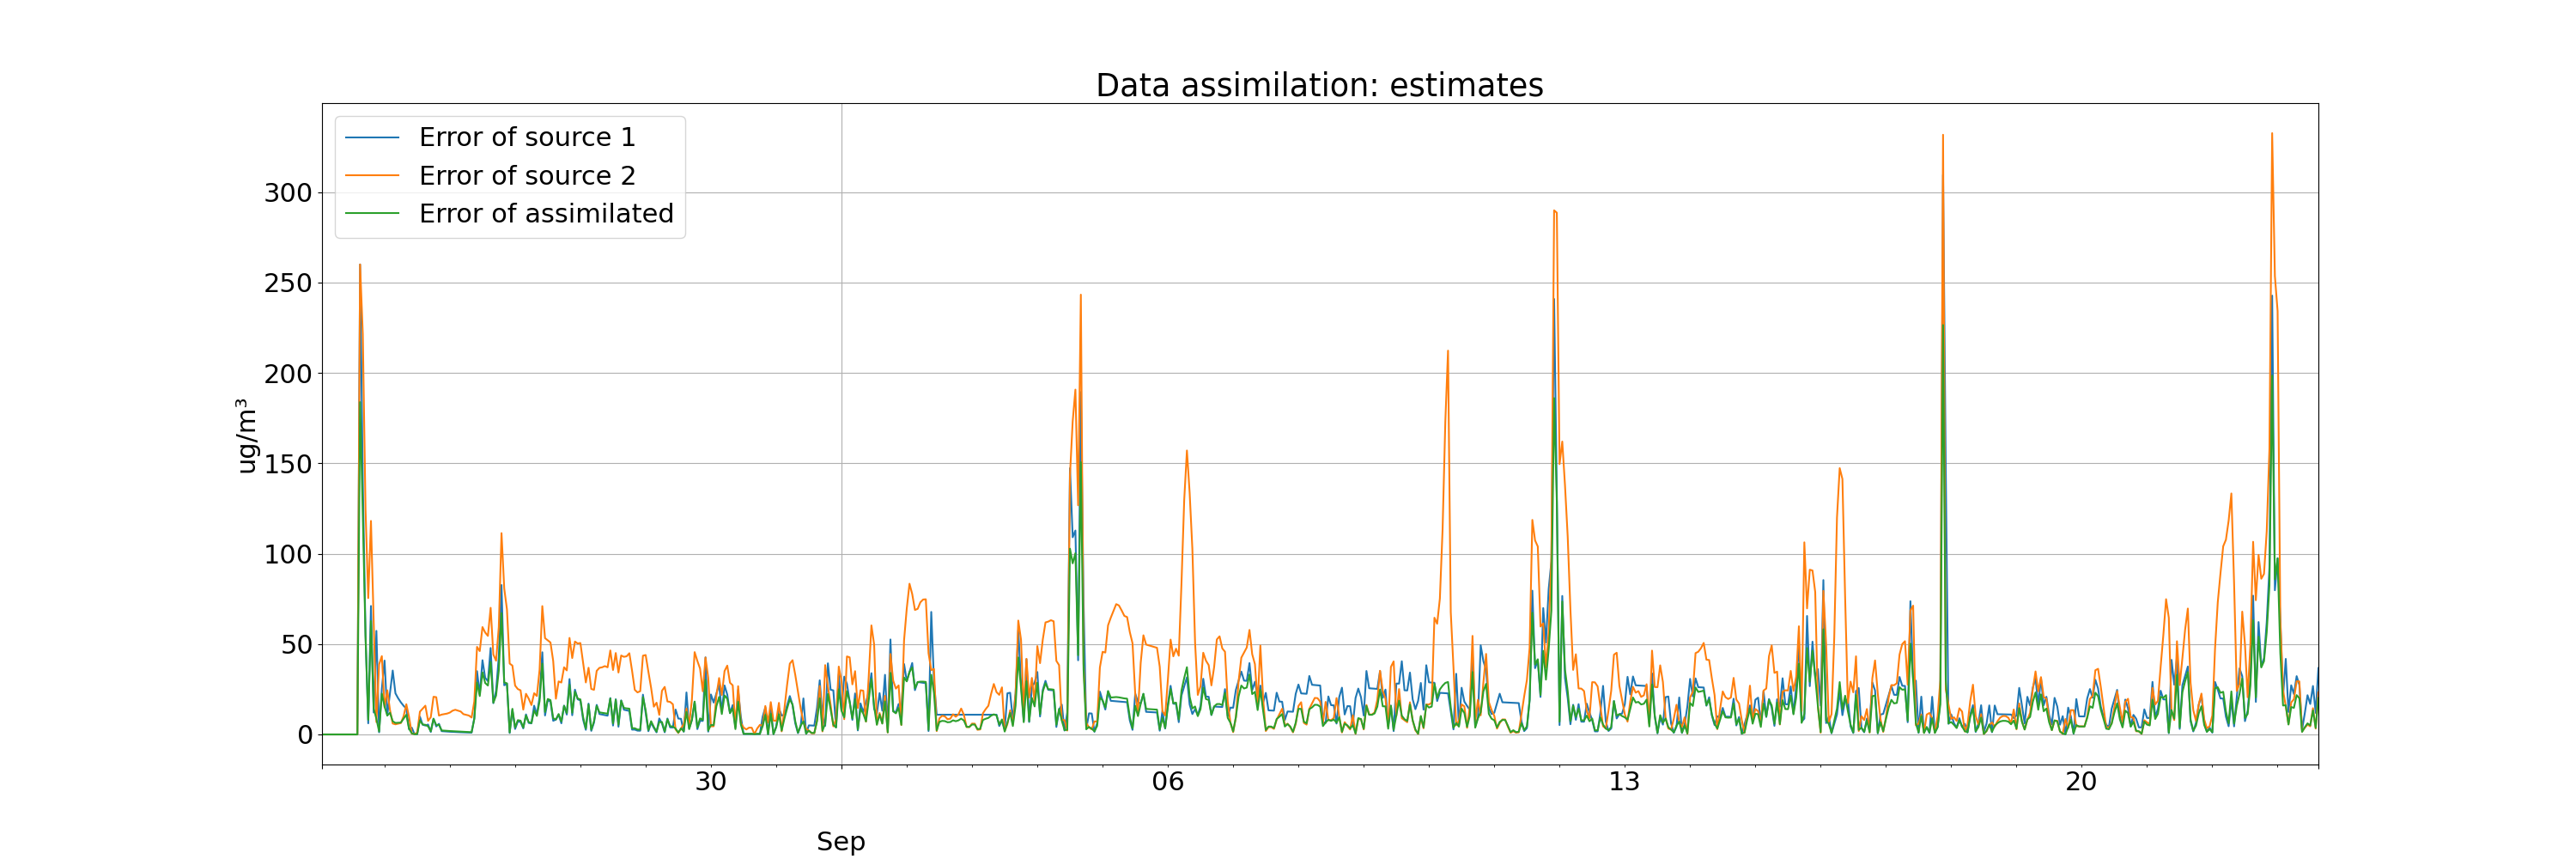 Data assimilation: estimates
Error of source 1
Error of source 2
Error of assimilated
300
250
200
150
100
50
0
ug/m³
30
06
13
20
Sep